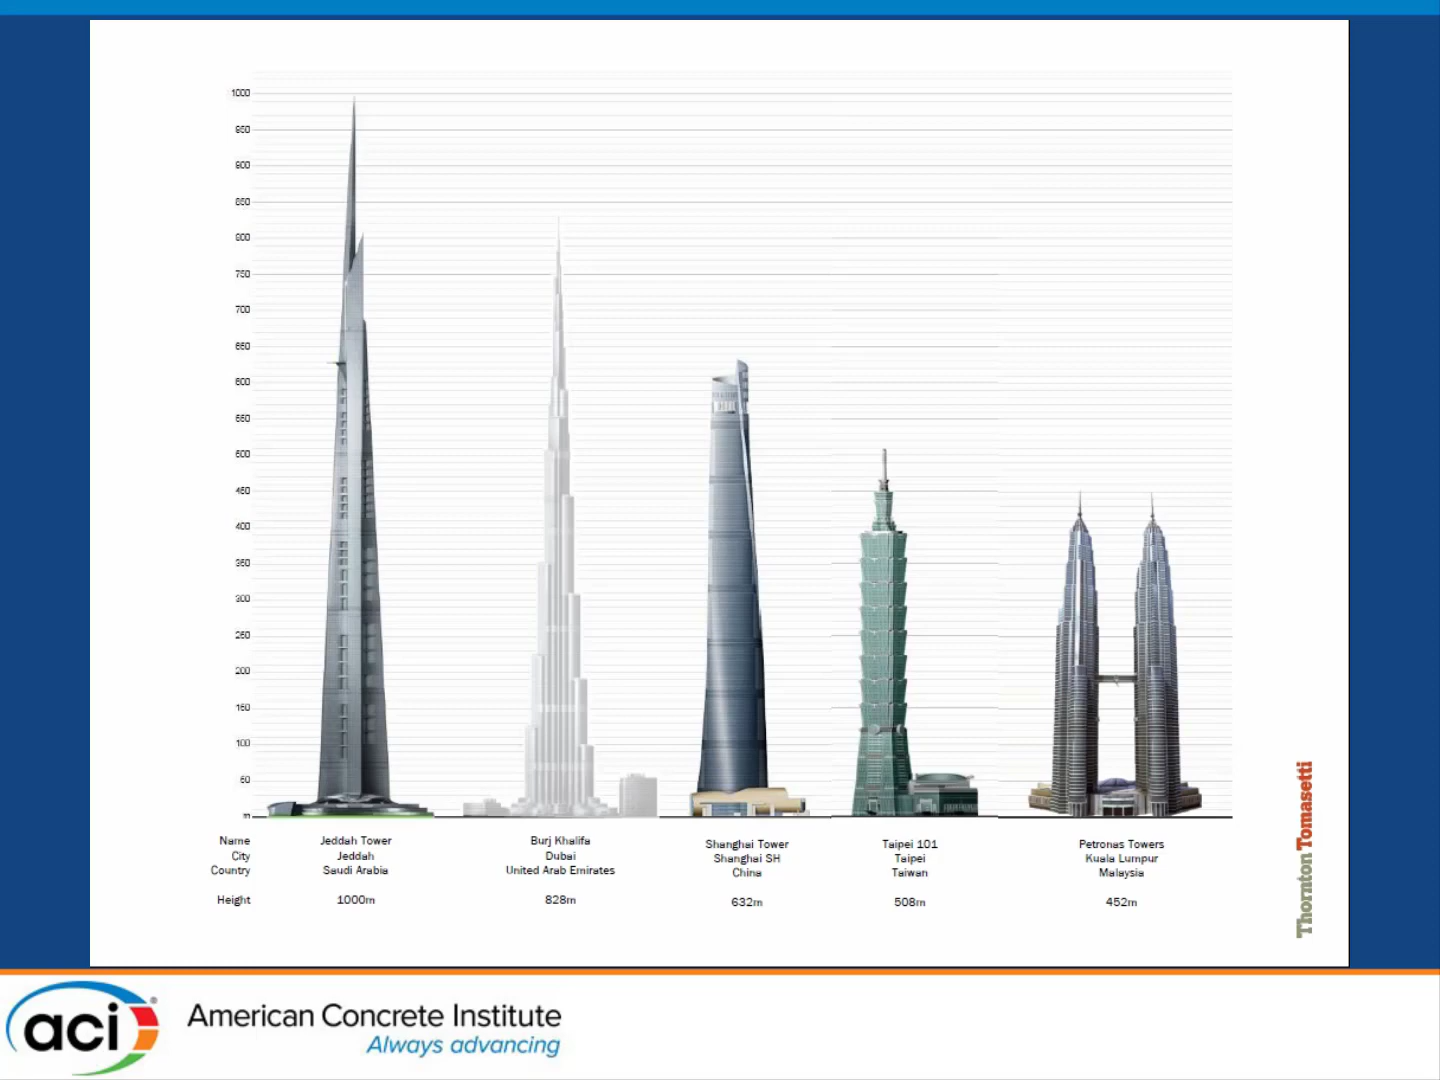 1000
950
900
850
800
750
700
650
600
550
500
450
400
350
300
250
200
150
100
50
m
Name Jeddah Tower Burj Khalifa Shanghai Tower Taipei 101 Petronas Towers
City Jeddah Dubai Shanghai SH Taipei Kuala Lumpur
Country Saudi Arabia United Arab Emirates China Taiwan Malaysia
Height 1000m 828m 632m 508m 452m
Thornton Tomasetti
aci®
American Concrete Institute
Always advancing